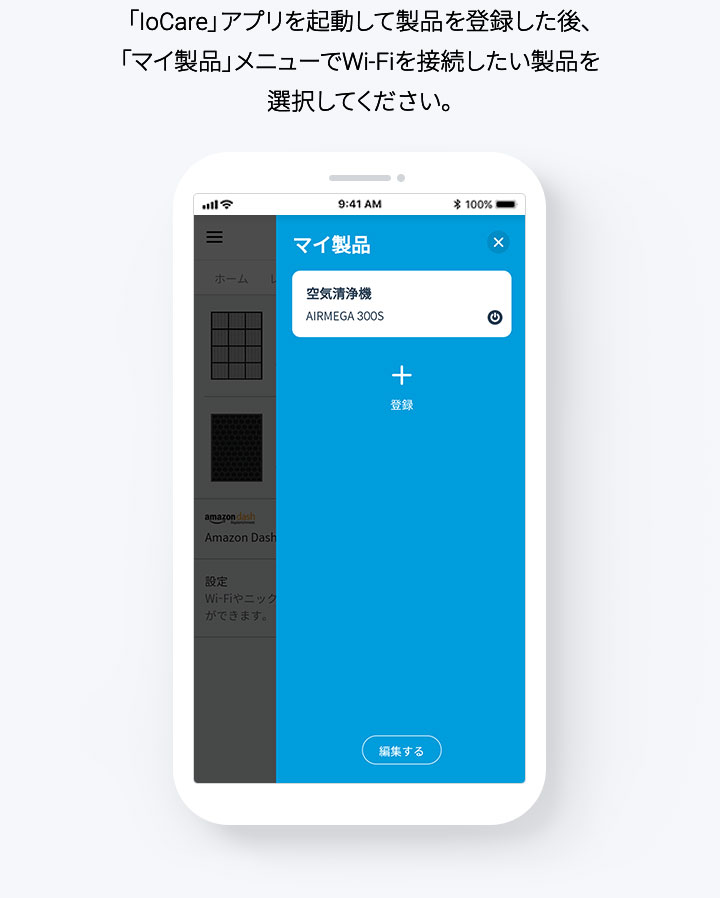 「IoCare」アプリを起動して製品を登録した後、
「マイ製品」メニューでWi-Fiを接続したい製品を
選択してください。
9:41 AM
100%
マイ製品
ホーム
空気清浄機
AIRMEGA 300S
登録
amazon dash
Amazon Dash
設定
Wi-Fiやニック
ができます。
編集する